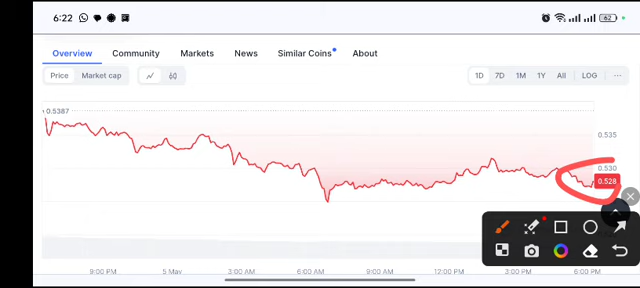 6:22 62
Overview Community Markets News Similar Coins About
Price Market cap 1D 7D 1M 1Y All LOG ...
0.5387
0.535
0.530
0.528
9:00 PM 5 May 3:00 AM 6:00 AM 9:00 AM 12:00 PM 3:00 PM 6:00 PM